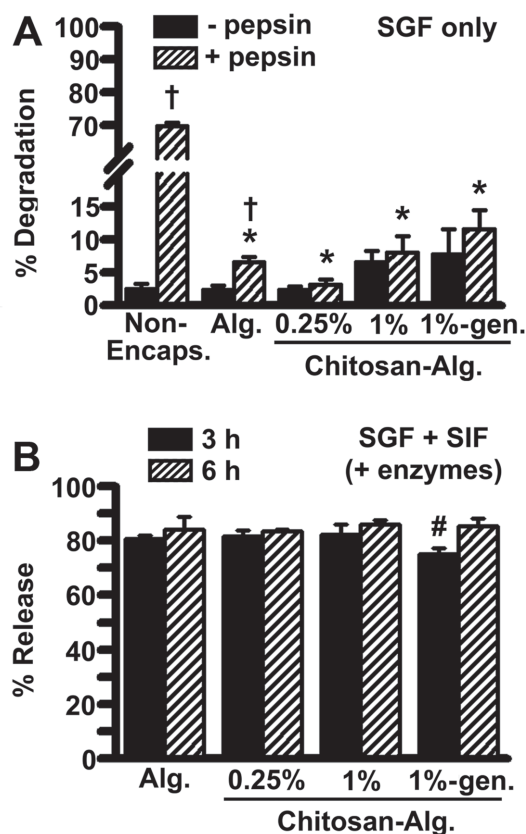 A
- pepsin
+ pepsin
SGF only
% Degradation
100
90
80
70
15
10
5
0
†
†
*
*
*
*
Non-
Encaps.
Alg.
0.25%
1%
1%-gen.
Chitosan-Alg.
B
3 h
6 h
SGF + SIF
(+ enzymes)
% Release
100
80
60
40
20
0
#
Alg.
0.25%
1%
1%-gen.
Chitosan-Alg.